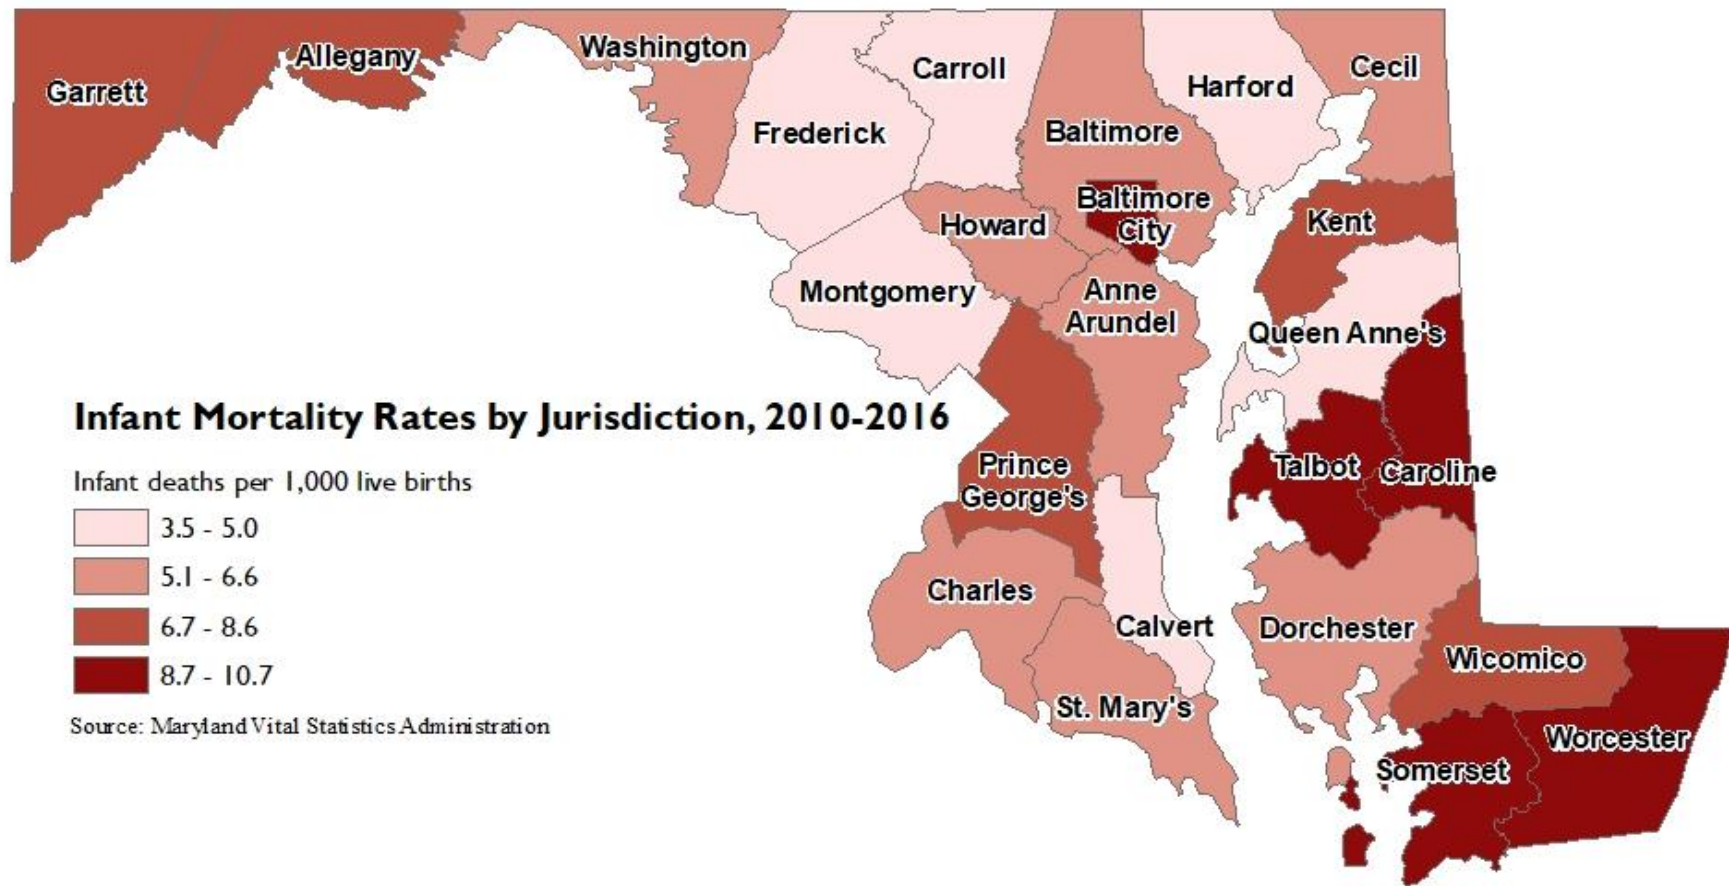 Garrett
Allegany
Washington
Frederick
Carroll
Baltimore
Harford
Cecil
Baltimore
City
Howard
Kent
Montgomery
Anne
Arundel
Queen Anne's
Infant Mortality Rates by Jurisdiction, 2010-2016
Infant deaths per 1,000 live births
3.5 - 5.0
5.1 - 6.6
6.7 - 8.6
8.7 - 10.7
Source: Maryland Vital Statistics Administration
Prince
George's
Talbot
Caroline
Charles
Calvert
Dorchester
Wicomico
St. Mary's
Somerset
Worcester